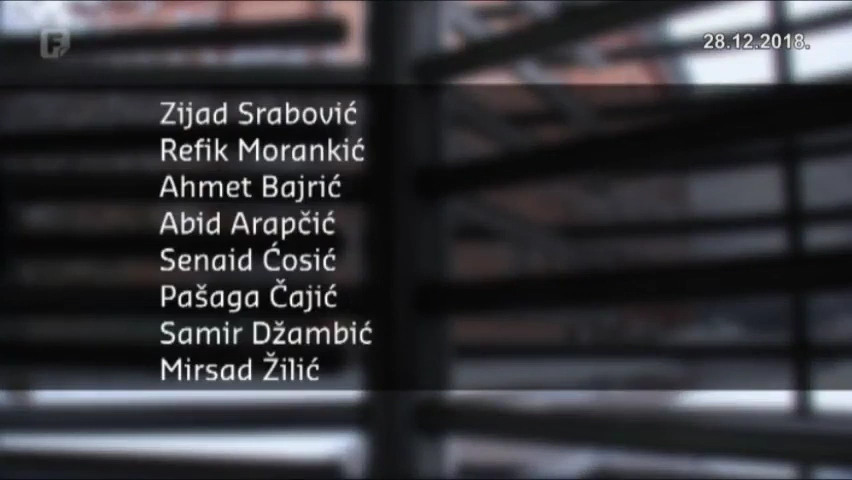 F
28.12.2018.
Zijad Srabović
Refik Morankić
Ahmet Bajrić
Abid Arapčić
Senaid Ćosić
Pašaga Čajić
Samir Džambić
Mirsad Žilić